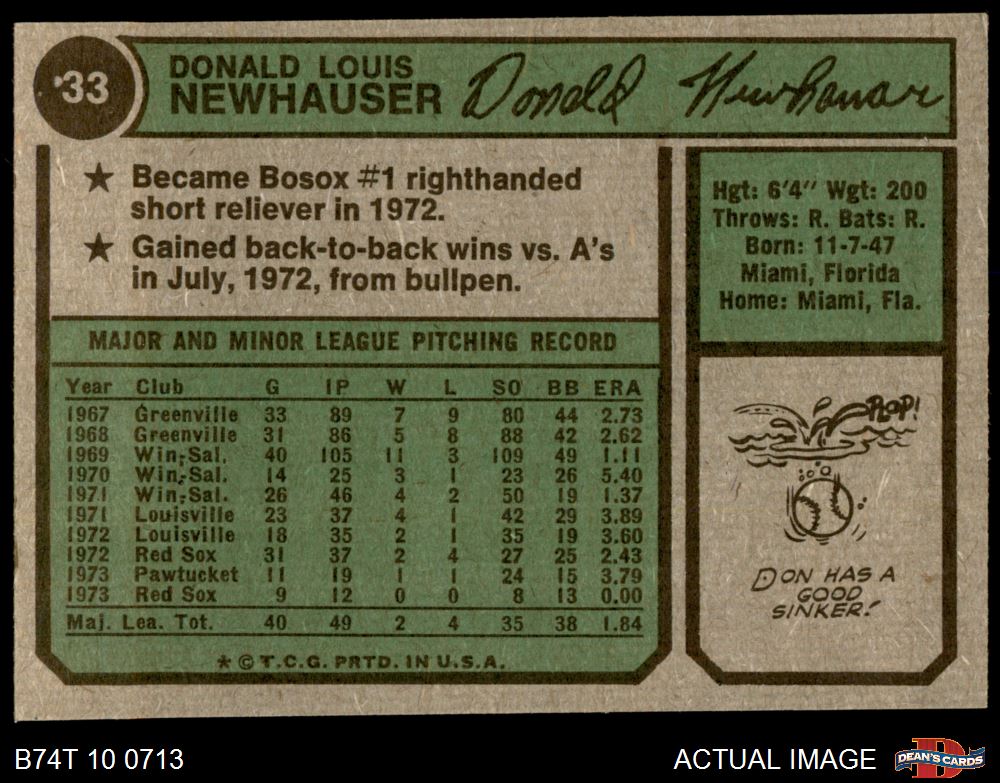 '33
DONALD LOUIS
NEWHAUSER
Donald Newhauser
★ Became Bosox #1 righthanded
short reliever in 1972.
★ Gained back-to-back wins vs. A's
in July, 1972, from bullpen.
Hgt: 6'4" Wgt: 200
Throws: R. Bats: R.
Born: 11-7-47
Miami, Florida
Home: Miami, Fla.
MAJOR AND MINOR LEAGUE PITCHING RECORD
Year Club G IP W L SO BB ERA
1967 Greenville 33 89 7 9 80 44 2.73
1968 Greenville 31 86 5 8 88 42 2.62
1969 Win-Sal. 40 105 11 3 109 49 1.11
1970 Win-Sal. 14 25 3 1 23 26 5.40
1971 Win-Sal. 26 46 4 2 50 19 1.37
1971 Louisville 23 37 4 1 42 29 3.89
1972 Louisville 18 35 2 1 35 19 3.60
1972 Red Sox 31 37 2 4 27 25 2.43
1973 Pawtucket 11 19 1 1 24 15 3.79
1973 Red Sox 9 12 0 0 8 13 0.00
Maj. Lea. Tot. 40 49 2 4 35 38 1.84
★ © T.C.G. PRTD. IN U.S.A.
PLOP!
DON HAS A
GOOD
SINKER!
B74T 10 0713
ACTUAL IMAGE
D
DEAN'S CARDS